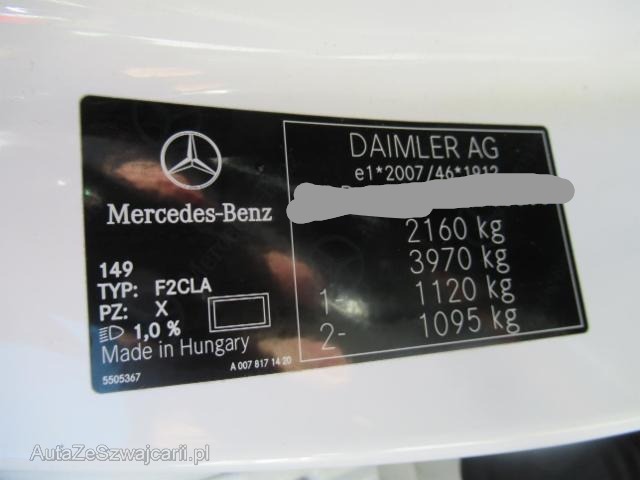 DAIMLER AG
e1*2007/46*1912
Mercedes-Benz
2160 kg
3970 kg
1- 1120 kg
2- 1095 kg
149
TYP: F2CLA
PZ: X
1,0 %
Made in Hungary
5505367
A 007 817 14 20
AutaZeSzwajcarii.pl